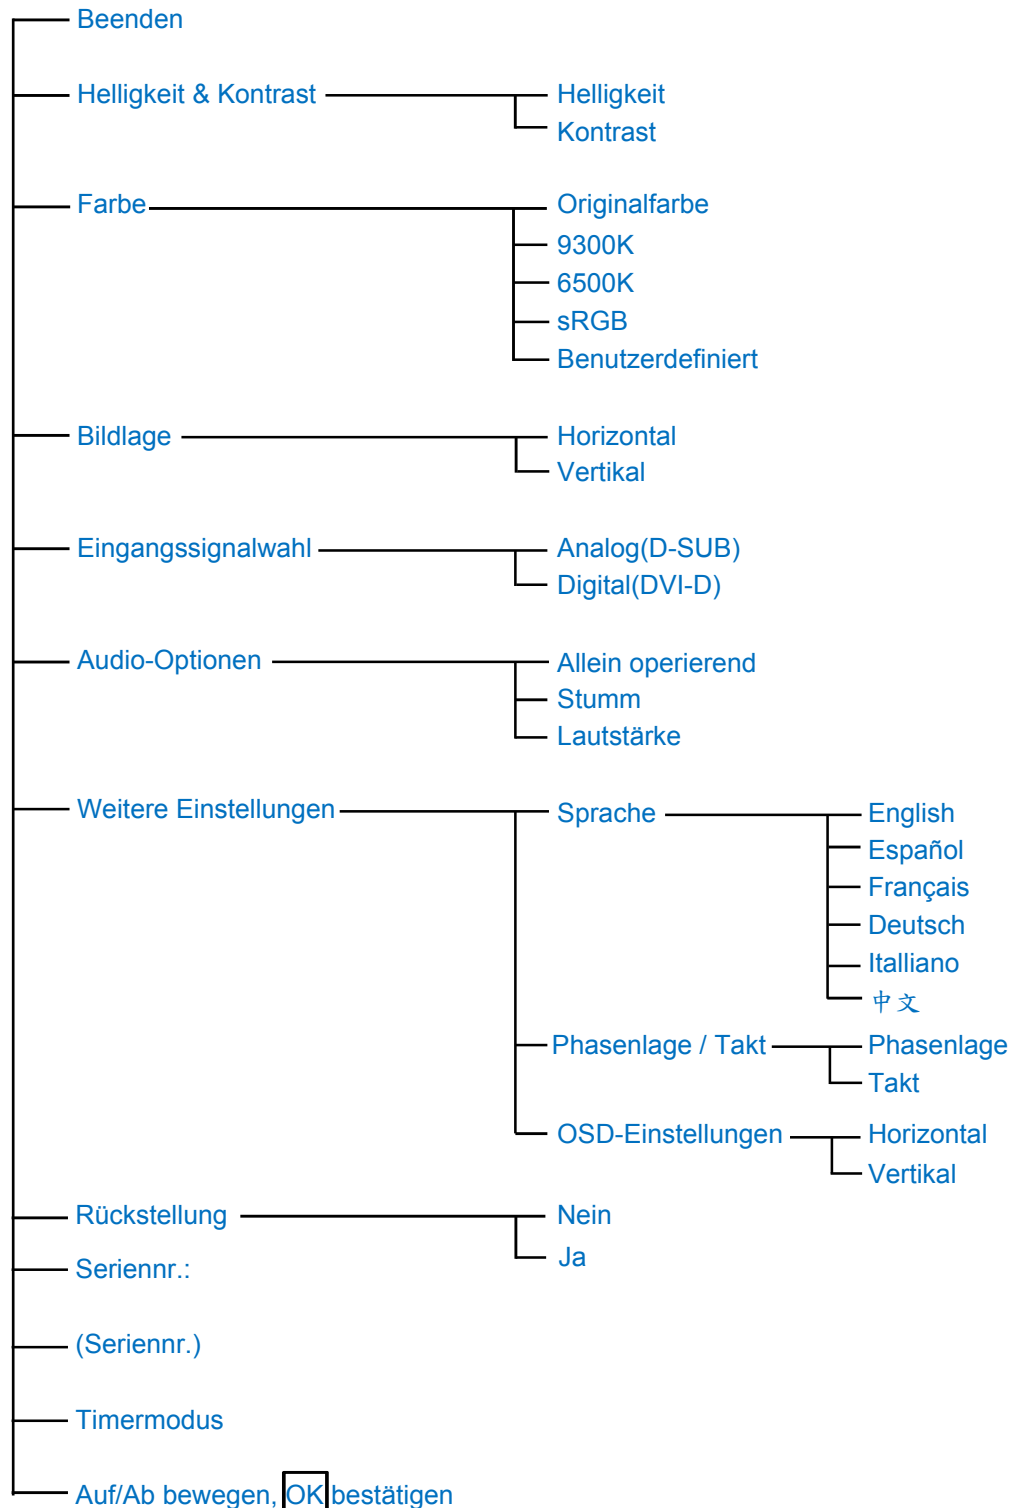 Beenden
Helligkeit & Kontrast
Helligkeit
Kontrast
Farbe
Originalfarbe
9300K
6500K
sRGB
Benutzerdefiniert
Bildlage
Horizontal
Vertikal
Eingangssignalwahl
Analog(D-SUB)
Digital(DVI-D)
Audio-Optionen
Allein operierend
Stumm
Lautstärke
Weitere Einstellungen
Sprache
English
Español
Français
Deutsch
Italliano
中文
Phasenlage / Takt
Phasenlage
Takt
OSD-Einstellungen
Horizontal
Vertikal
Rückstellung
Nein
Ja
Seriennr.:
(Seriennr.)
Timermodus
Auf/Ab bewegen, OK bestätigen